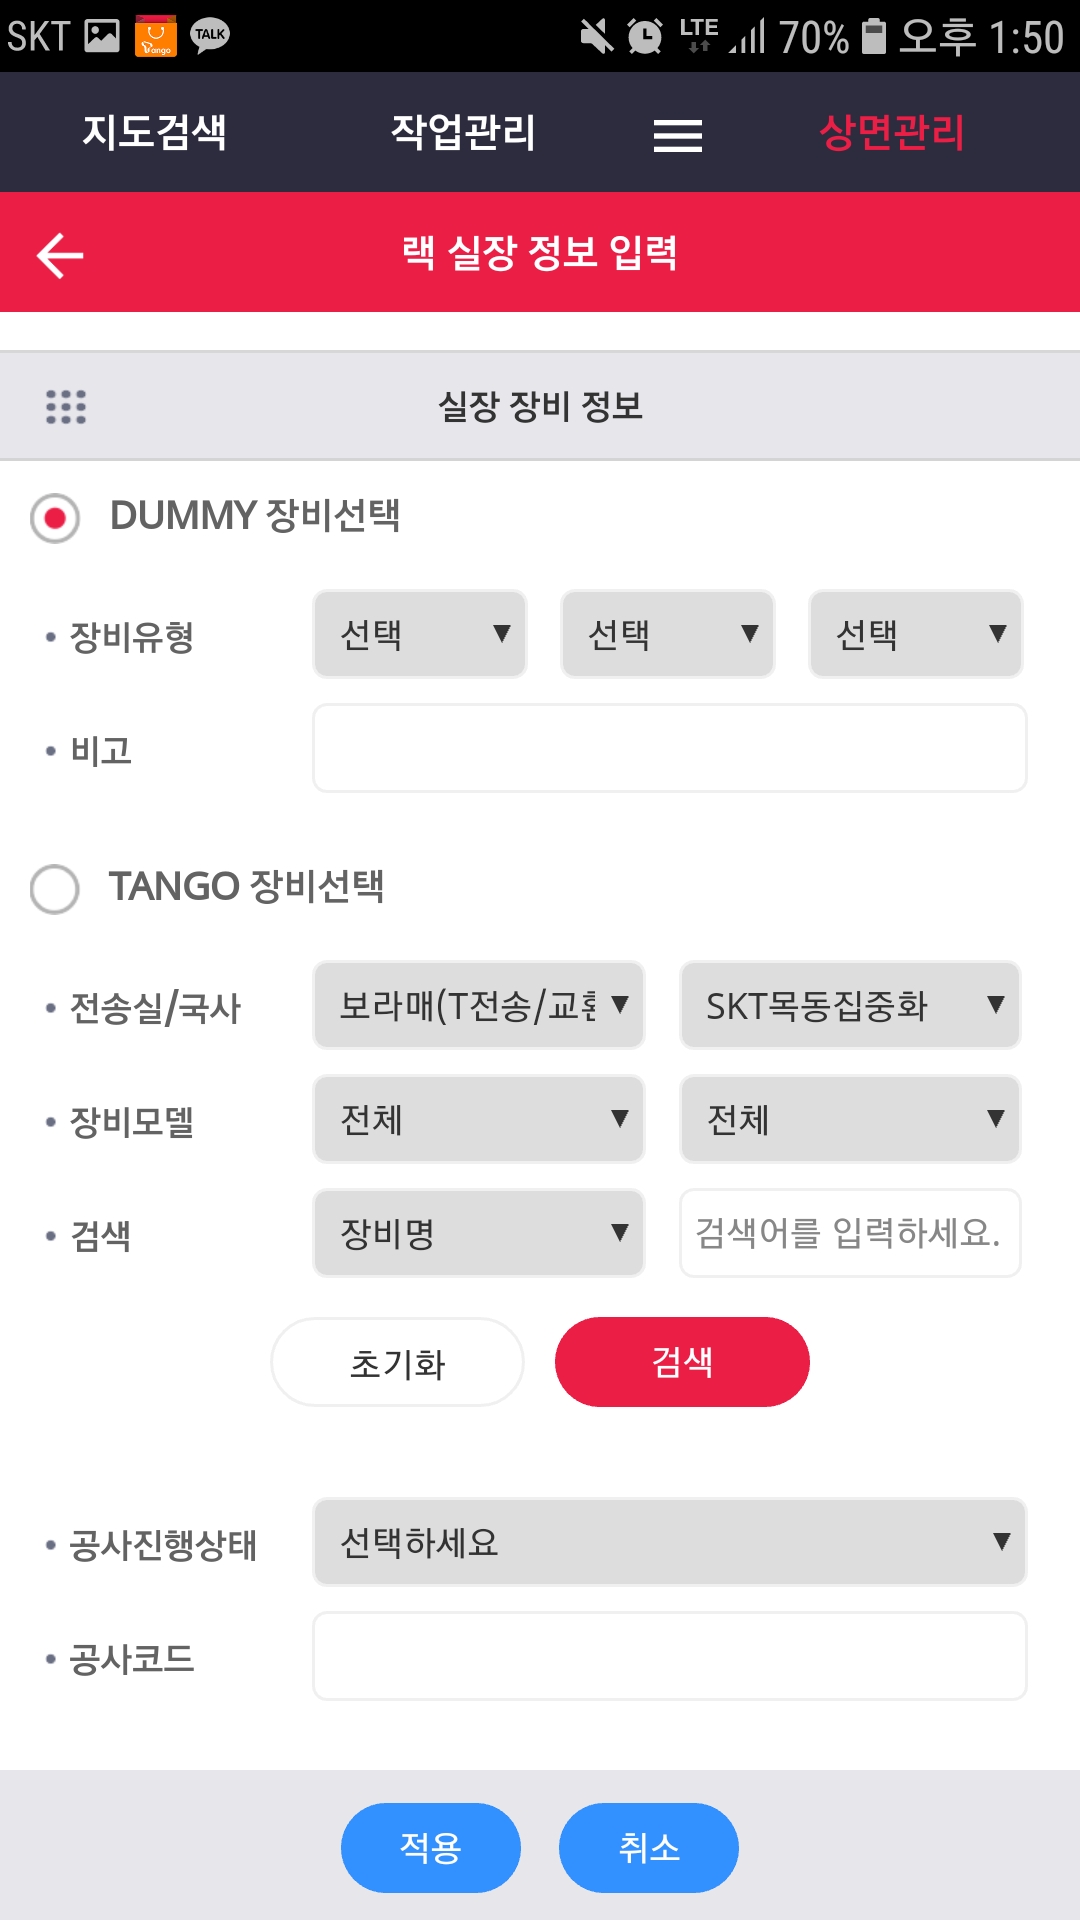 SKT Tango TALK LTE 70% 오후 1:50
지도검색 작업관리 상면관리
랙 실장 정보 입력
실장 장비 정보
DUMMY 장비선택
• 장비유형 선택 ▼ 선택 ▼ 선택 ▼
• 비고
TANGO 장비선택
• 전송실/국사 보라매(T전송/교환 ▼ SKT목동집중화 ▼
• 장비모델 전체 ▼ 전체 ▼
• 검색 장비명 ▼ 검색어를 입력하세요.
초기화 검색
• 공사진행상태 선택하세요 ▼
• 공사코드
적용 취소